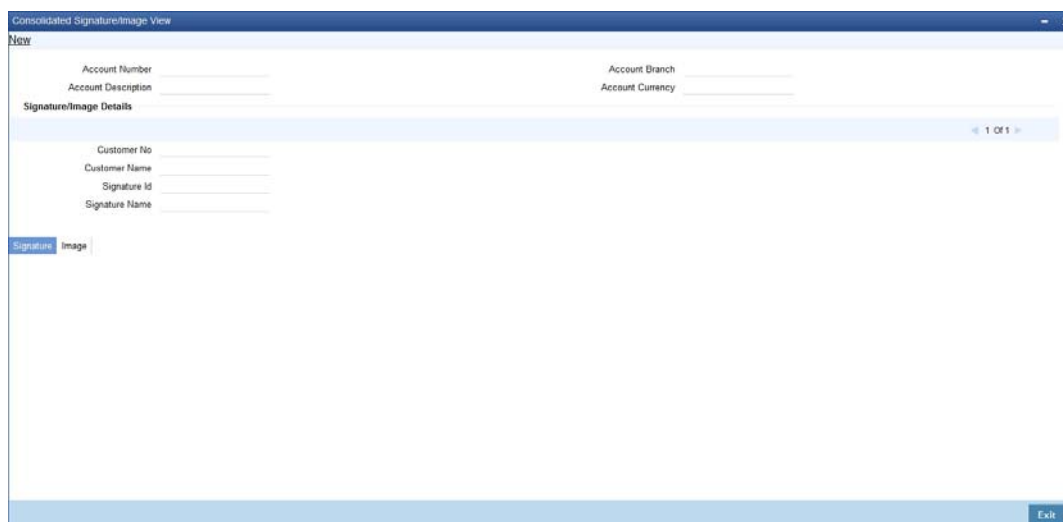 Consolidated Signature/Image View
New
Account Number Account Branch
Account Description Account Currency
Signature/Image Details
1 Of 1
Customer No
Customer Name
Signature Id
Signature Name
Signature Image
Exit